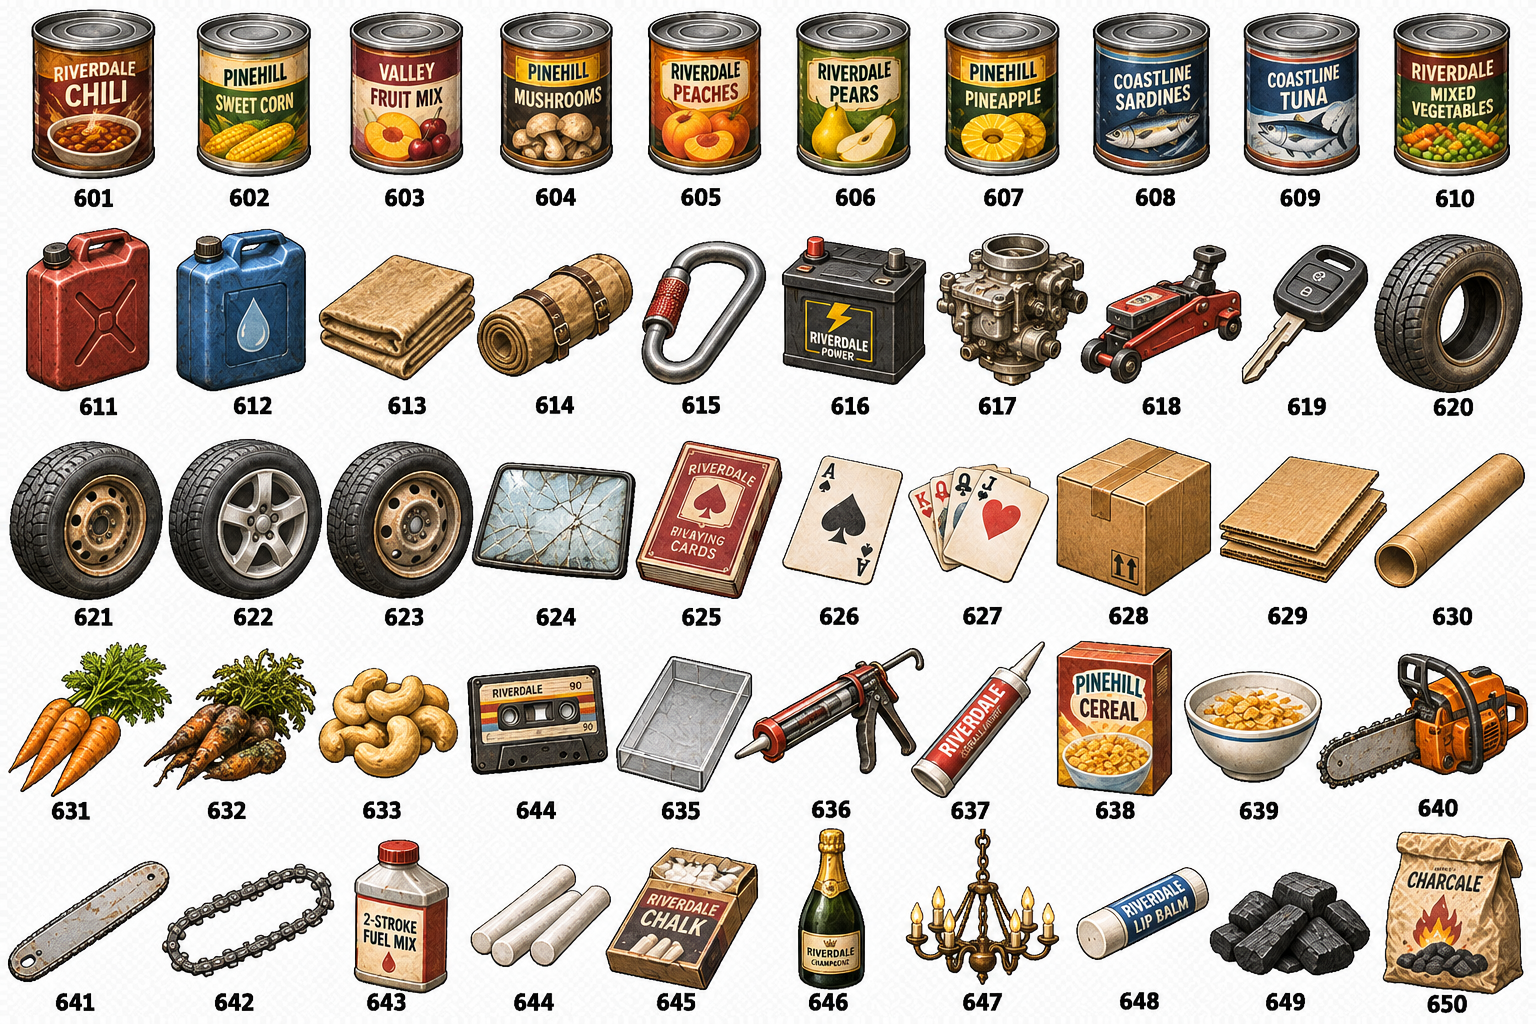 RIVERDALE
CHILI
PINEHILL
SWEET CORN
VALLEY
FRUIT MIX
PINEHILL
MUSHROOMS
RIVERDALE
PEACHES
RIVERDALE
PEARS
PINEHILL
PINEAPPLE
COASTLINE
SARDINES
COASTLINE
TUNA
RIVERDALE
MIXED
VEGETABLES
601 602 603 604 605 606 607 608 609 610
RIVERDALE
POWER
611 612 613 614 615 616 617 618 619 620
RIVERDALE
CARDS
A
A
K Q Q J
621 622 623 624 625 626 627 628 629 630
RIVERDALE 90
90
RIVERDALE
PINEHILL
CEREAL
631 632 633 644 635 636 637 638 639 640
2-STROKE
FUEL MIX
RIVERDALE
CHALK
RIVERDALE
RIVERDALE
LIP BALM
CHARCALE
641 642 643 644 645 646 647 648 649 650